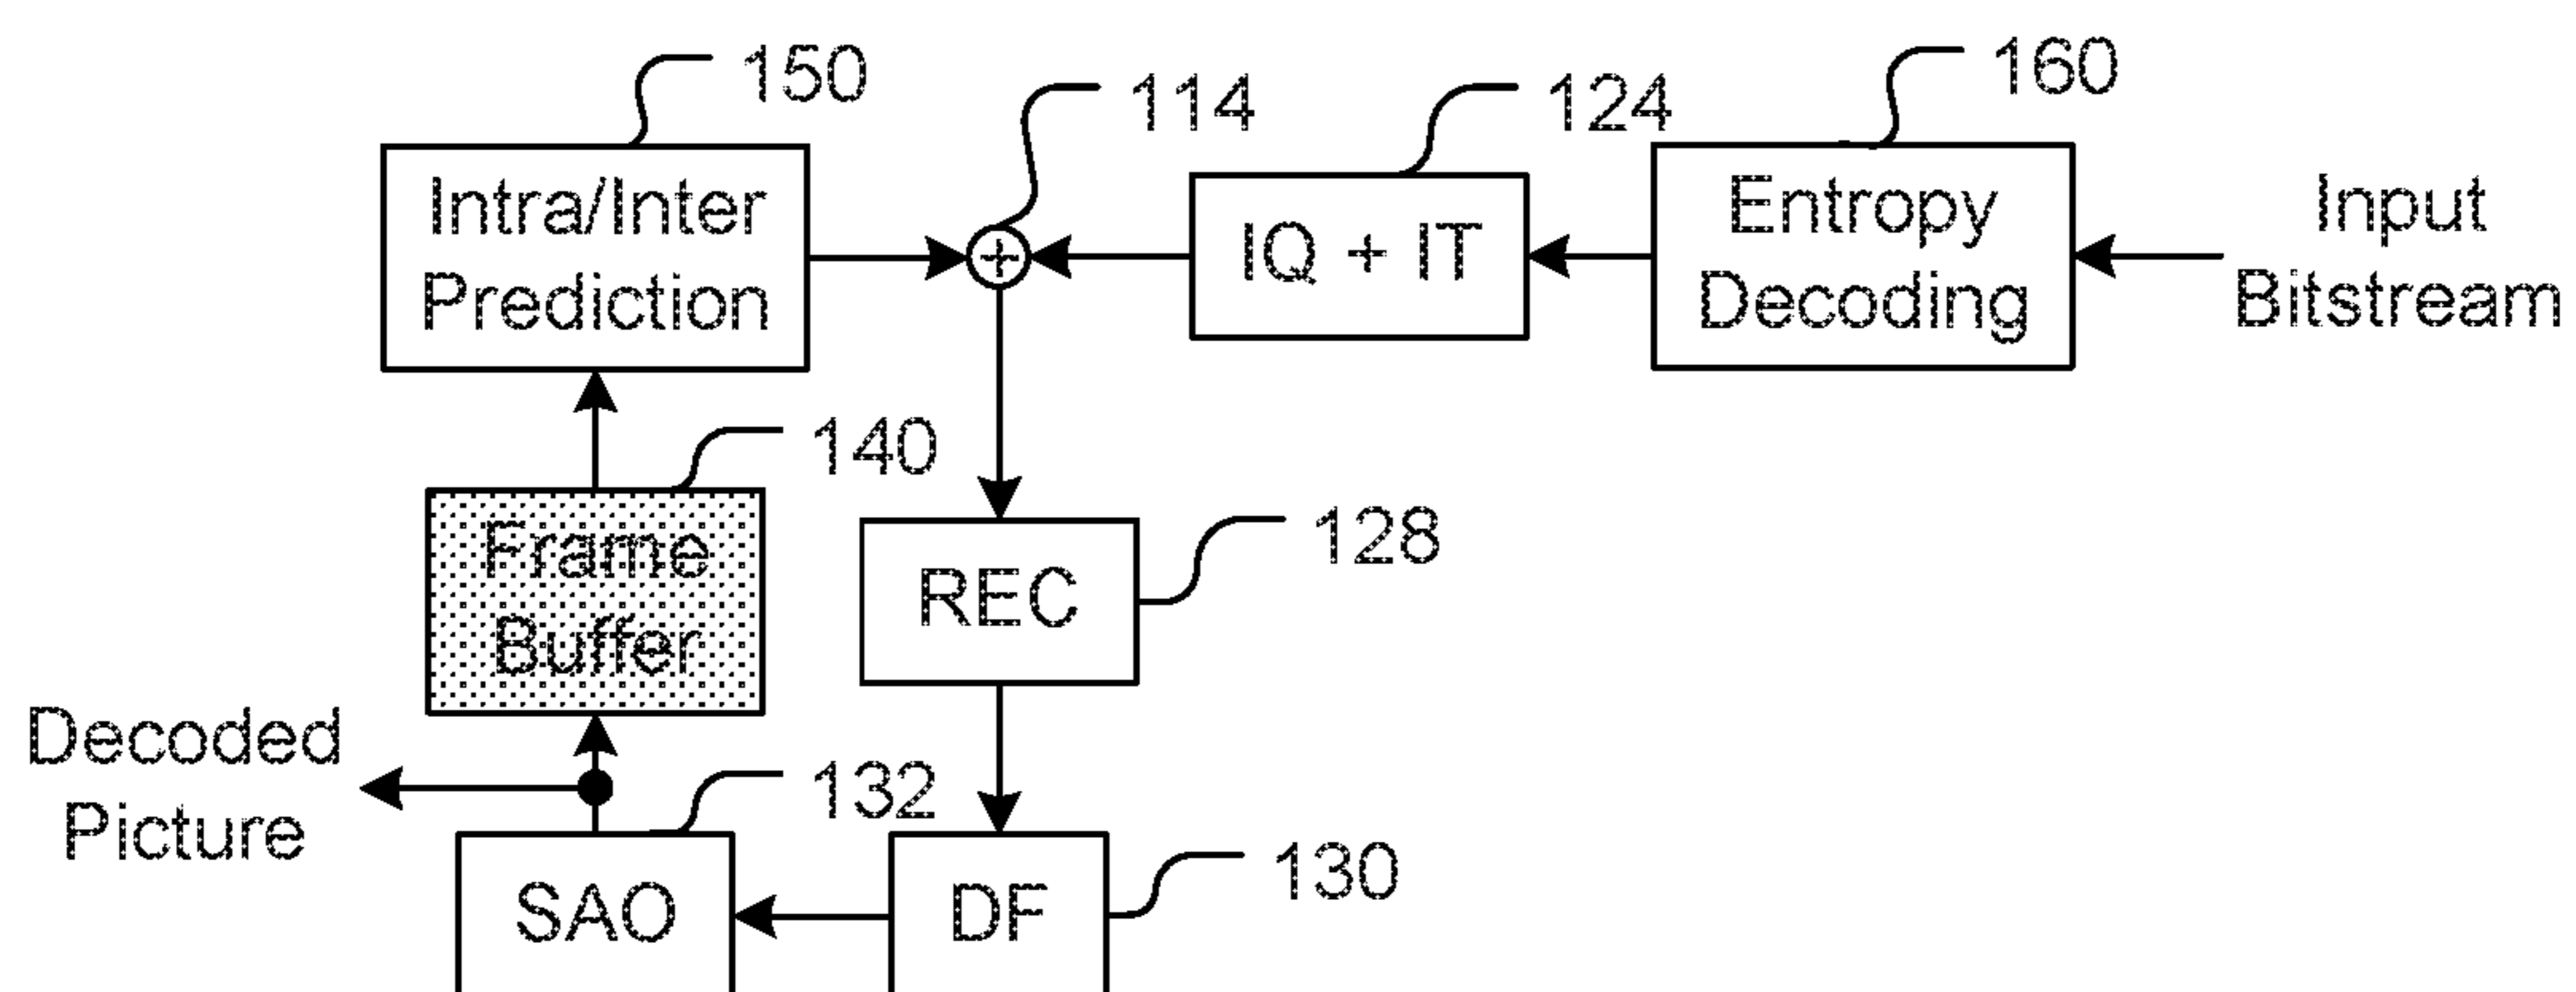 150
114
124
160
Intra/Inter
Prediction
+
IQ + IT
Entropy
Decoding
Input
Bitstream
140
Frame
Buffer
128
REC
Decoded
Picture
132
SAO
130
DF